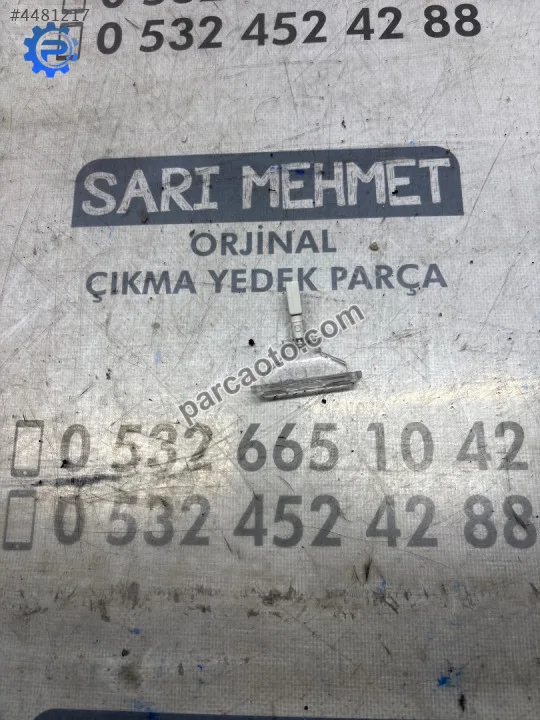 #4481217
0 532 452 42 88
SARI MEHMET
ORJİNAL
ÇIKMA YEDEK PARÇA
parcaoto.com
0 532 665 10 42
0 532 452 42 88